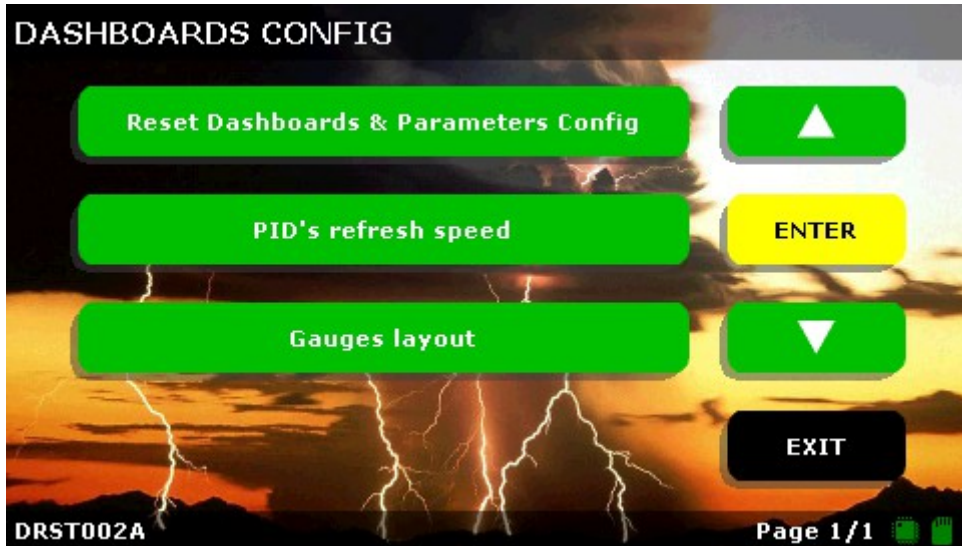 DASHBOARDS CONFIG
Reset Dashboards & Parameters Config
PID's refresh speed
ENTER
Gauges layout
EXIT
DRST002A
Page 1/1